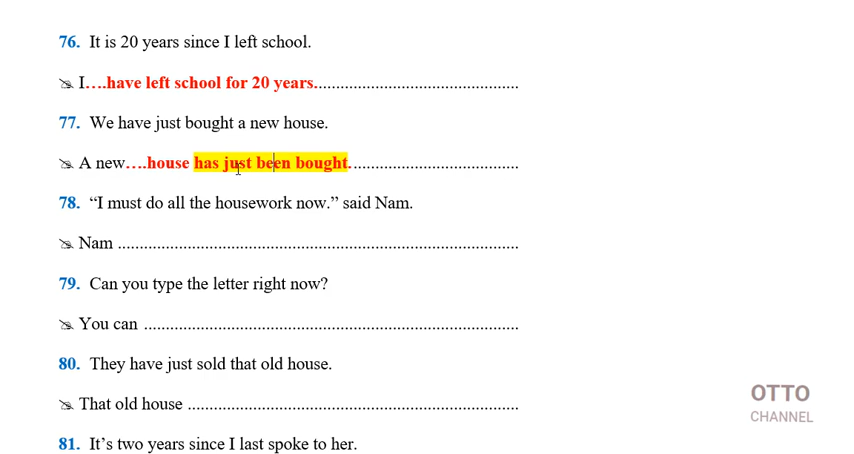 76. It is 20 years since I left school.
✎ I….have left school for 20 years...............................................
77. We have just bought a new house.
✎ A new….house has just been bought.......................................
78. “I must do all the housework now.” said Nam.
✎ Nam ............................................................................................
79. Can you type the letter right now?
✎ You can ......................................................................................
80. They have just sold that old house.
✎ That old house ............................................................................
OTTO
CHANNEL
81. It’s two years since I last spoke to her.